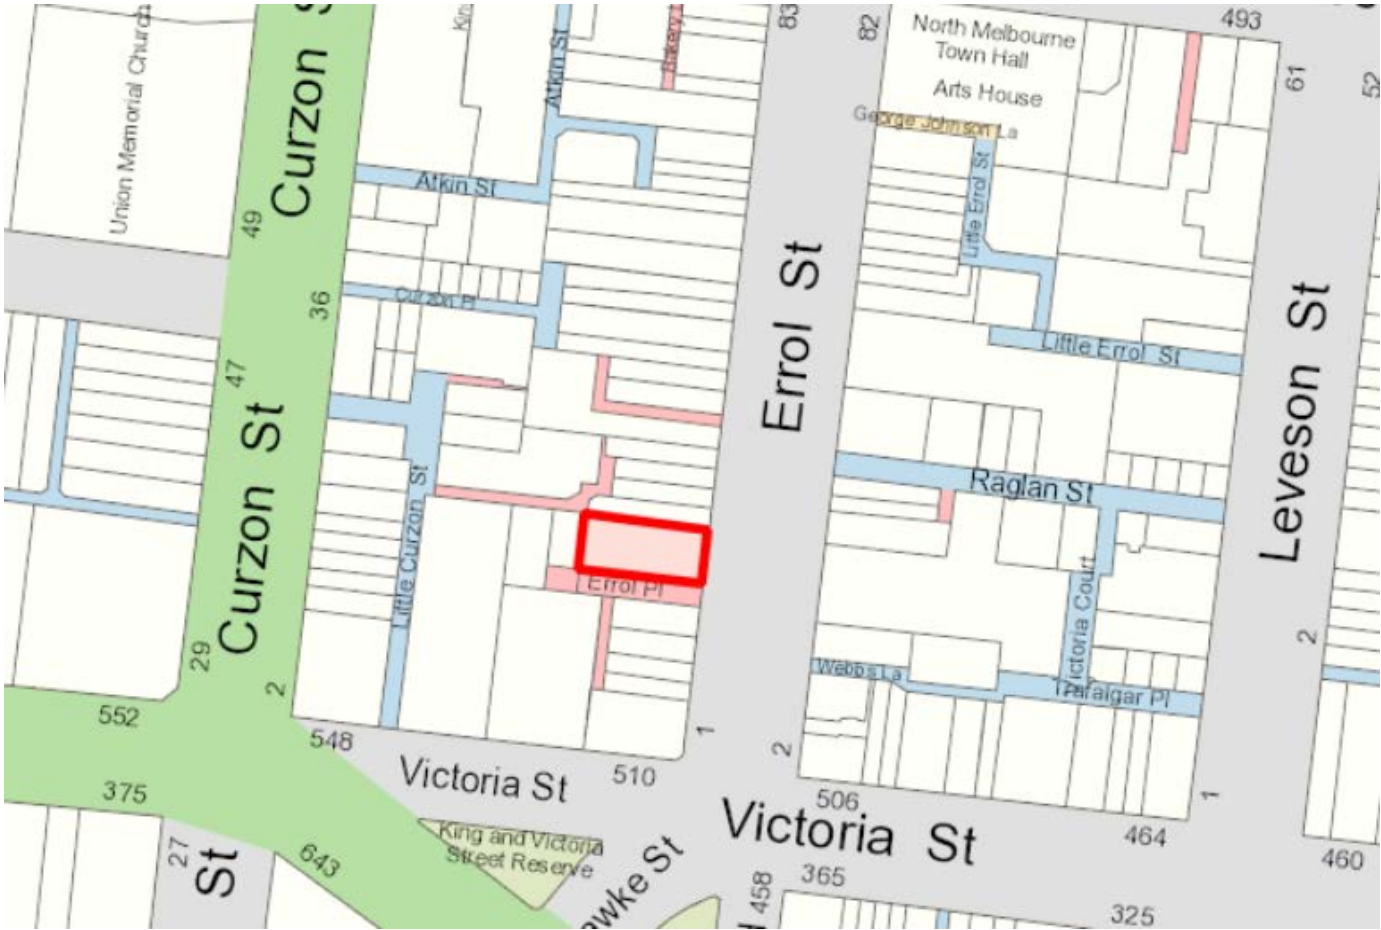 Curzon S
Union Memorial Church
Atkin St
Bakery
83
82
North Melbourne
Town Hall
Arts House
George Johnson La
493
61
52
Atkin St
49
Little Errol St
36
Curzon Pl
Errol St
Little Errol St
Leveson St
47
Curzon St
Little Curzon St
Raglan St
Errol Pl
Victoria Court
29
2
Webbs La
Trafalgar Pl
2
552
548
1
2
1
Victoria St
510
506
464
460
375
Victoria St
King and Victoria
Street Reserve
27
St
643
awke St
458
365
325